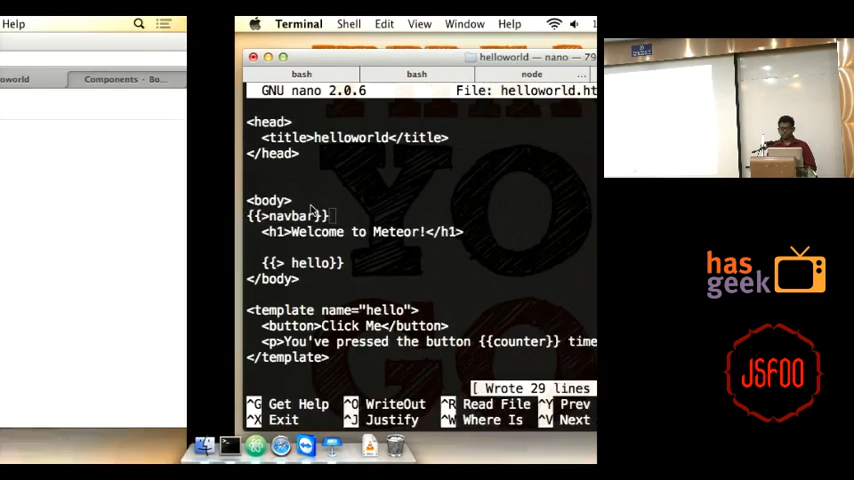 Help
Terminal Shell Edit View Window Help
oworld
Components - Bo...
helloworld — nano — 79
bash
bash
node
...
GNU nano 2.0.6 File: helloworld.ht
<head>
<title>helloworld</title>
</head>
<body>
{{>navbar}}
<h1>Welcome to Meteor!</h1>
{{> hello}}
</body>
<template name="hello">
<button>Click Me</button>
<p>You've pressed the button {{counter}} time
</template>
[ Wrote 29 lines
^G Get Help ^O WriteOut ^R Read File ^Y Prev
^X Exit ^J Justify ^W Where Is ^V Next
has
geek
JSFOO